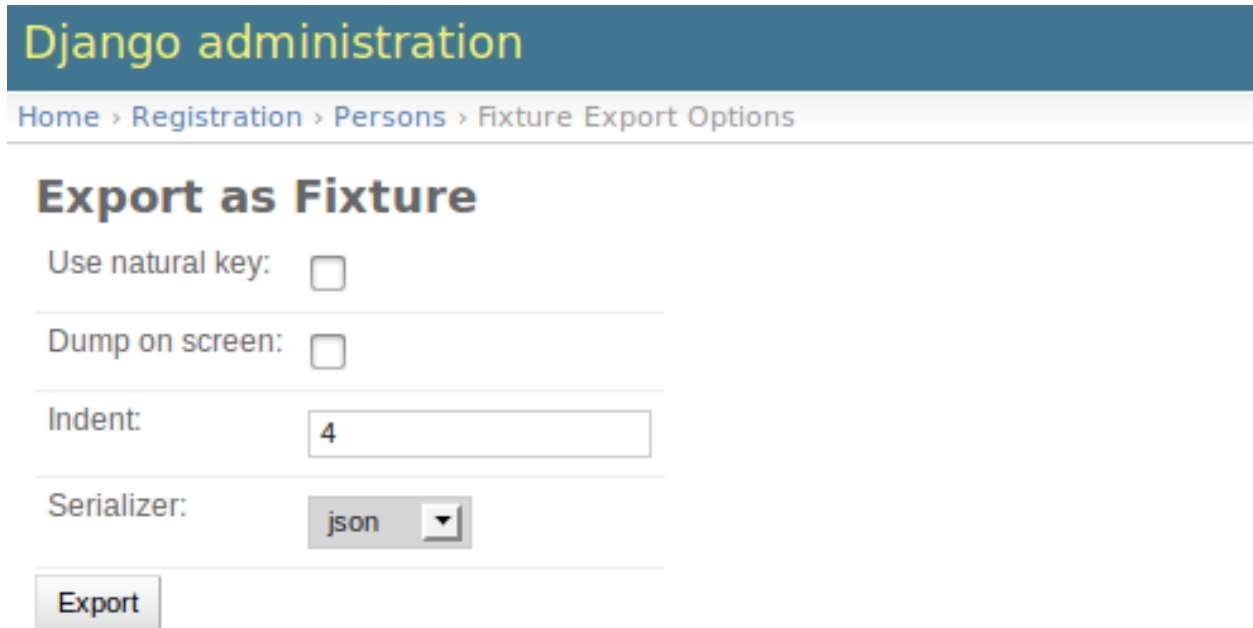 Django administration
Home › Registration › Persons › Fixture Export Options
Export as Fixture
Use natural key:
Dump on screen:
Indent: 4
Serializer: json
Export